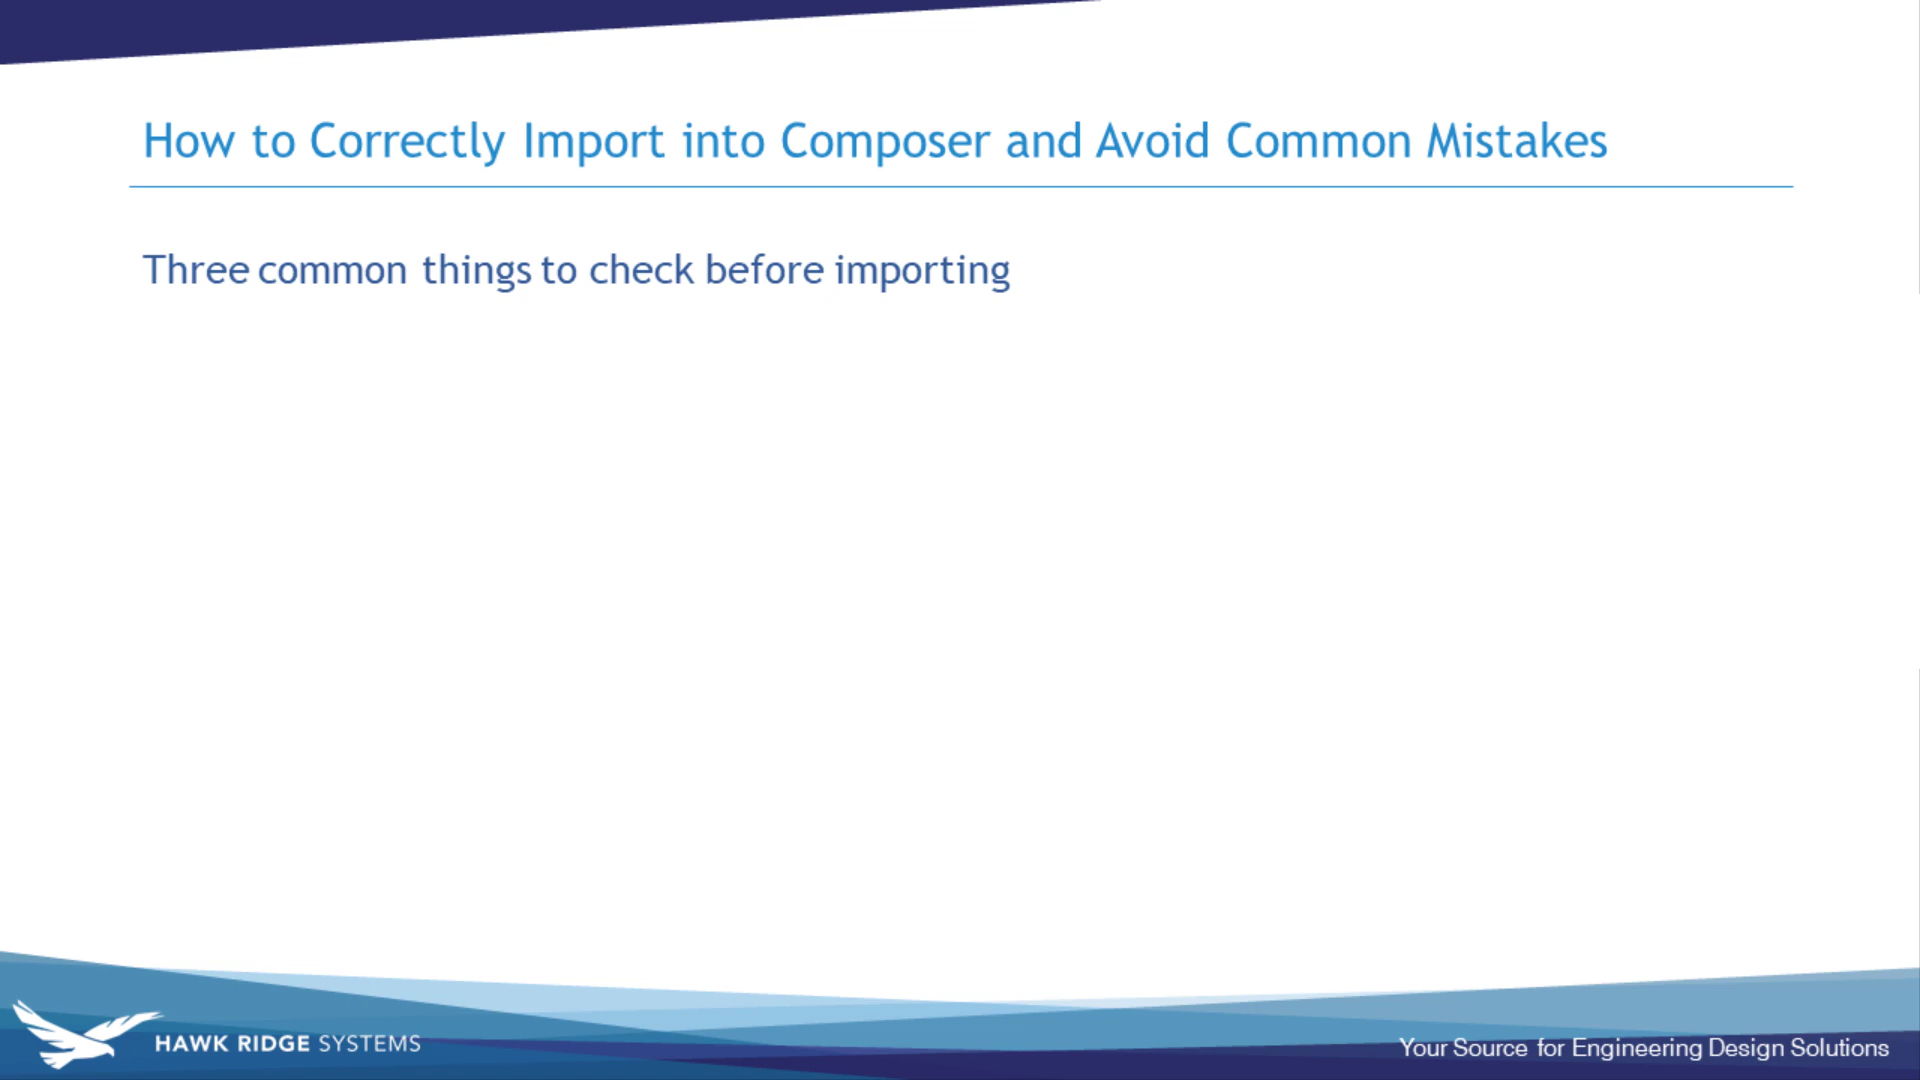 How to Correctly Import into Composer and Avoid Common Mistakes
Three common things to check before importing
HAWK RIDGE SYSTEMS
Your Source for Engineering Design Solutions